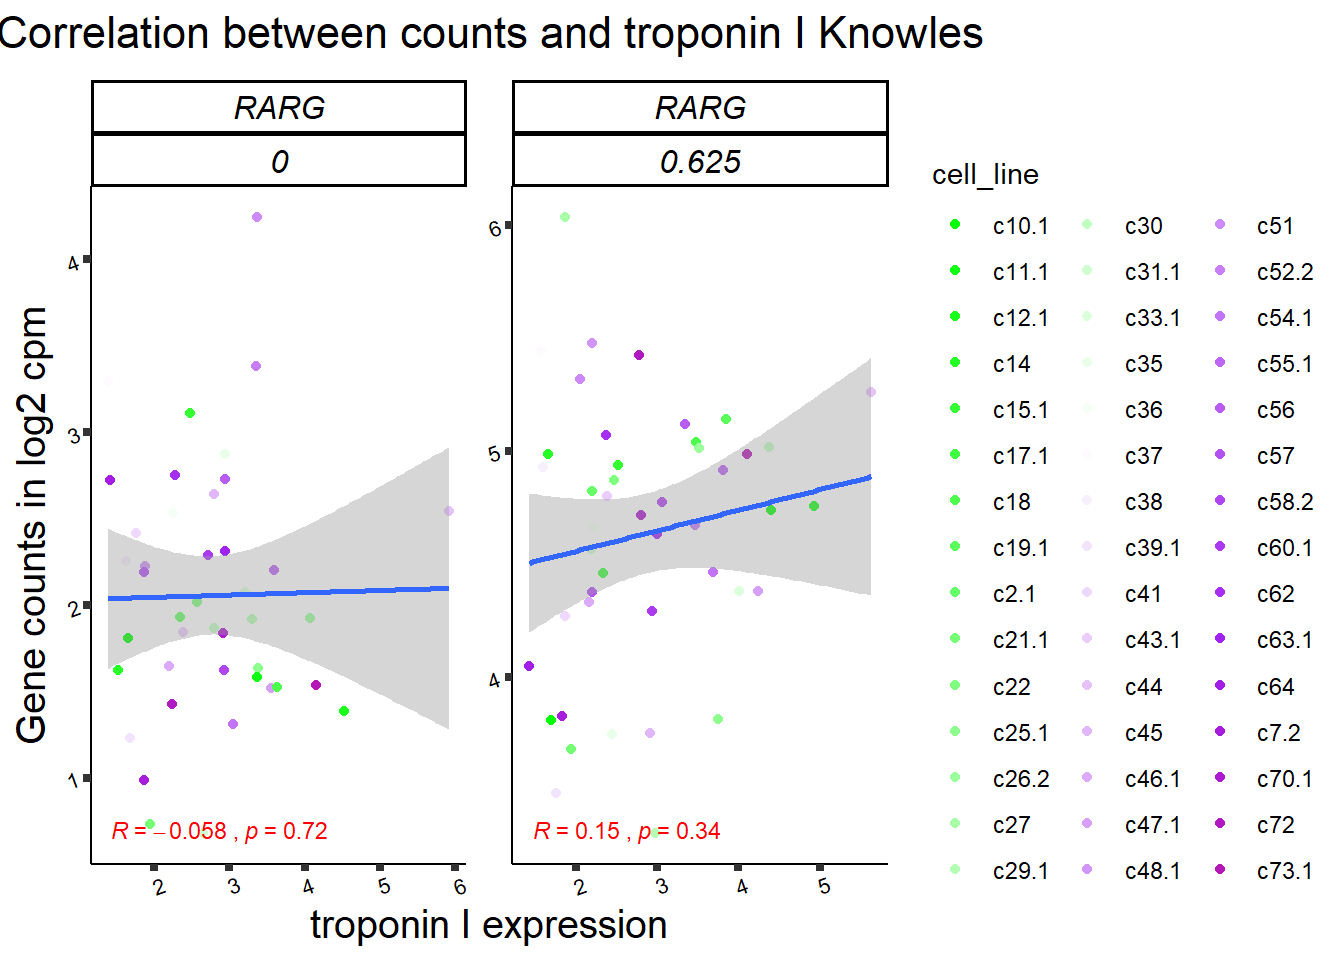 Correlation between counts and troponin I Knowles
RARG
RARG
0
0.625
Gene counts in log2 cpm
4
3
2
1
6
5
4
R = −0.058 , p = 0.72
R = 0.15 , p = 0.34
2 3 4 5 6
2 3 4 5
troponin I expression
cell_line
c10.1 c30 c51
c11.1 c31.1 c52.2
c12.1 c33.1 c54.1
c14 c35 c55.1
c15.1 c36 c56
c17.1 c37 c57
c18 c38 c58.2
c19.1 c39.1 c60.1
c2.1 c41 c62
c21.1 c43.1 c63.1
c22 c44 c64
c25.1 c45 c7.2
c26.2 c46.1 c70.1
c27 c47.1 c72
c29.1 c48.1 c73.1